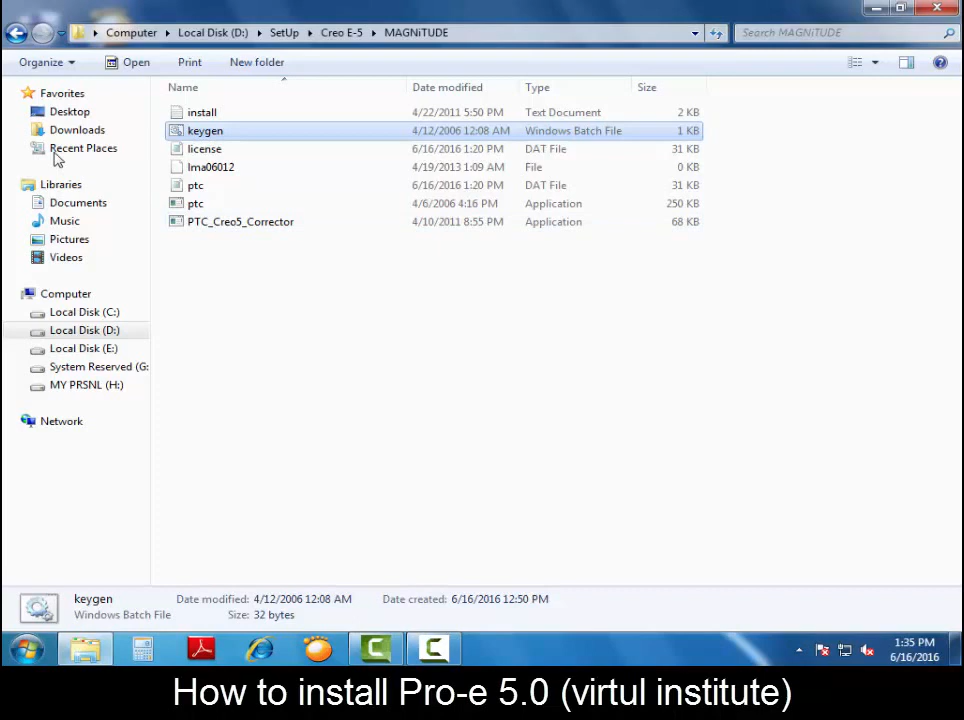 Computer Local Disk (D:) SetUp Creo E-5 MAGNiTUDE Search MAGNiTUDE
Organize Open Print New folder
Name Date modified Type Size
Favorites
Desktop
Downloads
Recent Places
Libraries
Documents
Music
Pictures
Videos
Computer
Local Disk (C:)
Local Disk (D:)
Local Disk (E:)
System Reserved (G:
MY PRSNL (H:)
Network
install 4/22/2011 5:50 PM Text Document 2 KB
keygen 4/12/2006 12:08 AM Windows Batch File 1 KB
license 6/16/2016 1:20 PM DAT File 31 KB
lma06012 4/19/2013 1:09 AM File 0 KB
ptc 6/16/2016 1:20 PM DAT File 31 KB
ptc 4/6/2006 4:16 PM Application 250 KB
PTC_Creo5_Corrector 4/10/2011 8:55 PM Application 68 KB
keygen Date modified: 4/12/2006 12:08 AM Date created: 6/16/2016 12:50 PM
Windows Batch File Size: 32 bytes
1:35 PM
6/16/2016
How to install Pro-e 5.0 (virtul institute)